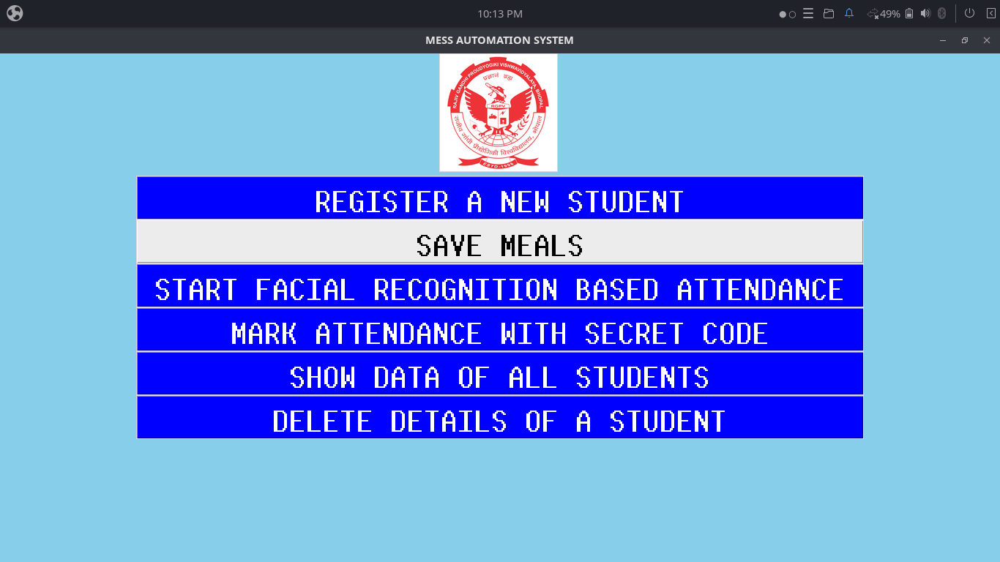 10:13 PM
49%
MESS AUTOMATION SYSTEM
RAJIV GANDHI PROUDYOGIKI VISHWAVIDYALAYA, BHOPAL
प्रज्ञानं ब्रह्म
RGPV
राजीव गांधी प्रौद्योगिकी विश्वविद्यालय, भोपाल
ESTD-1998
REGISTER A NEW STUDENT
SAVE MEALS
START FACIAL RECOGNITION BASED ATTENDANCE
MARK ATTENDANCE WITH SECRET CODE
SHOW DATA OF ALL STUDENTS
DELETE DETAILS OF A STUDENT